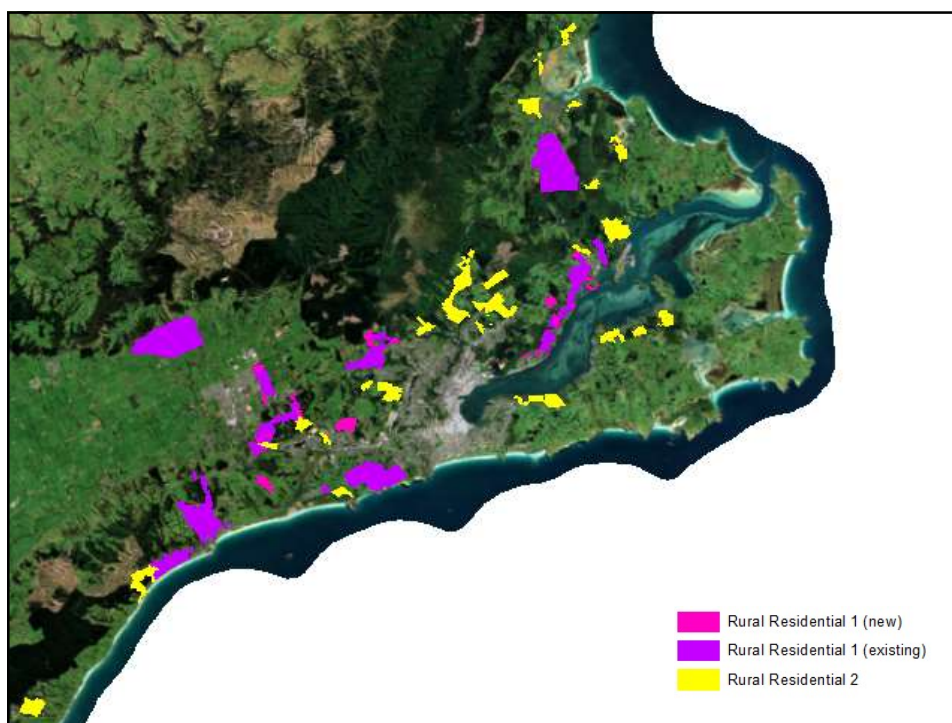 Rural Residential 1 (new)
Rural Residential 1 (existing)
Rural Residential 2